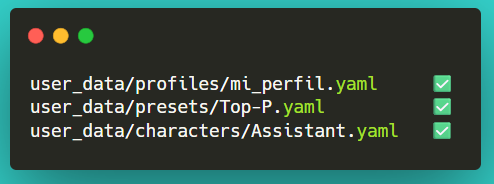 user_data/profiles/mi_perfil.yaml ✅
user_data/presets/Top-P.yaml ✅
user_data/characters/Assistant.yaml ✅